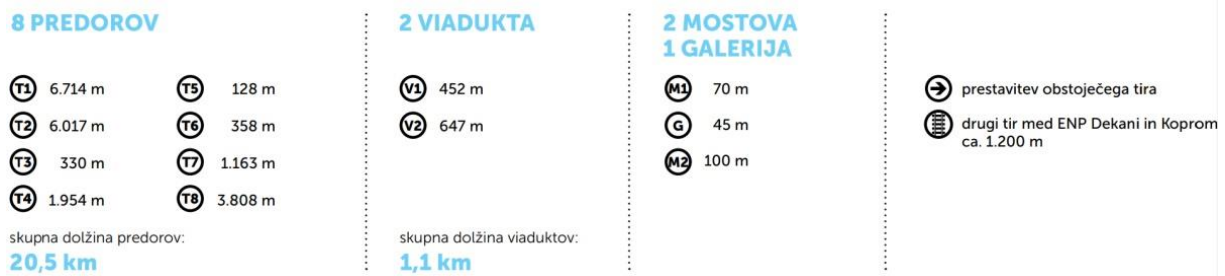 8 PREDOROV
T1 6.714 m
T2 6.017 m
T3 330 m
T4 1.954 m
T5 128 m
T6 358 m
T7 1.163 m
T8 3.808 m
skupna dolžina predorov:
20,5 km
2 VIADUKTA
V1 452 m
V2 647 m
skupna dolžina viaduktov:
1,1 km
2 MOSTOVA
1 GALERIJA
M1 70 m
G 45 m
M2 100 m
prestavitev obstoječega tira
drugi tir med ENP Dekani in Koprom
ca. 1.200 m